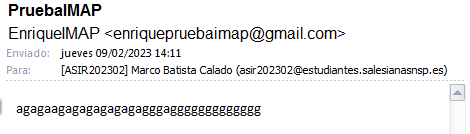 PruebaIMAP
EnriqueIMAP <enriquepruebaimap@gmail.com>
Enviado: jueves 09/02/2023 14:11
Para: [ASIR202302] Marco Batista Calado (asir202302@estudiantes.salesianasnsp.es)
agagaagagagagagagagggagggggggggggggg